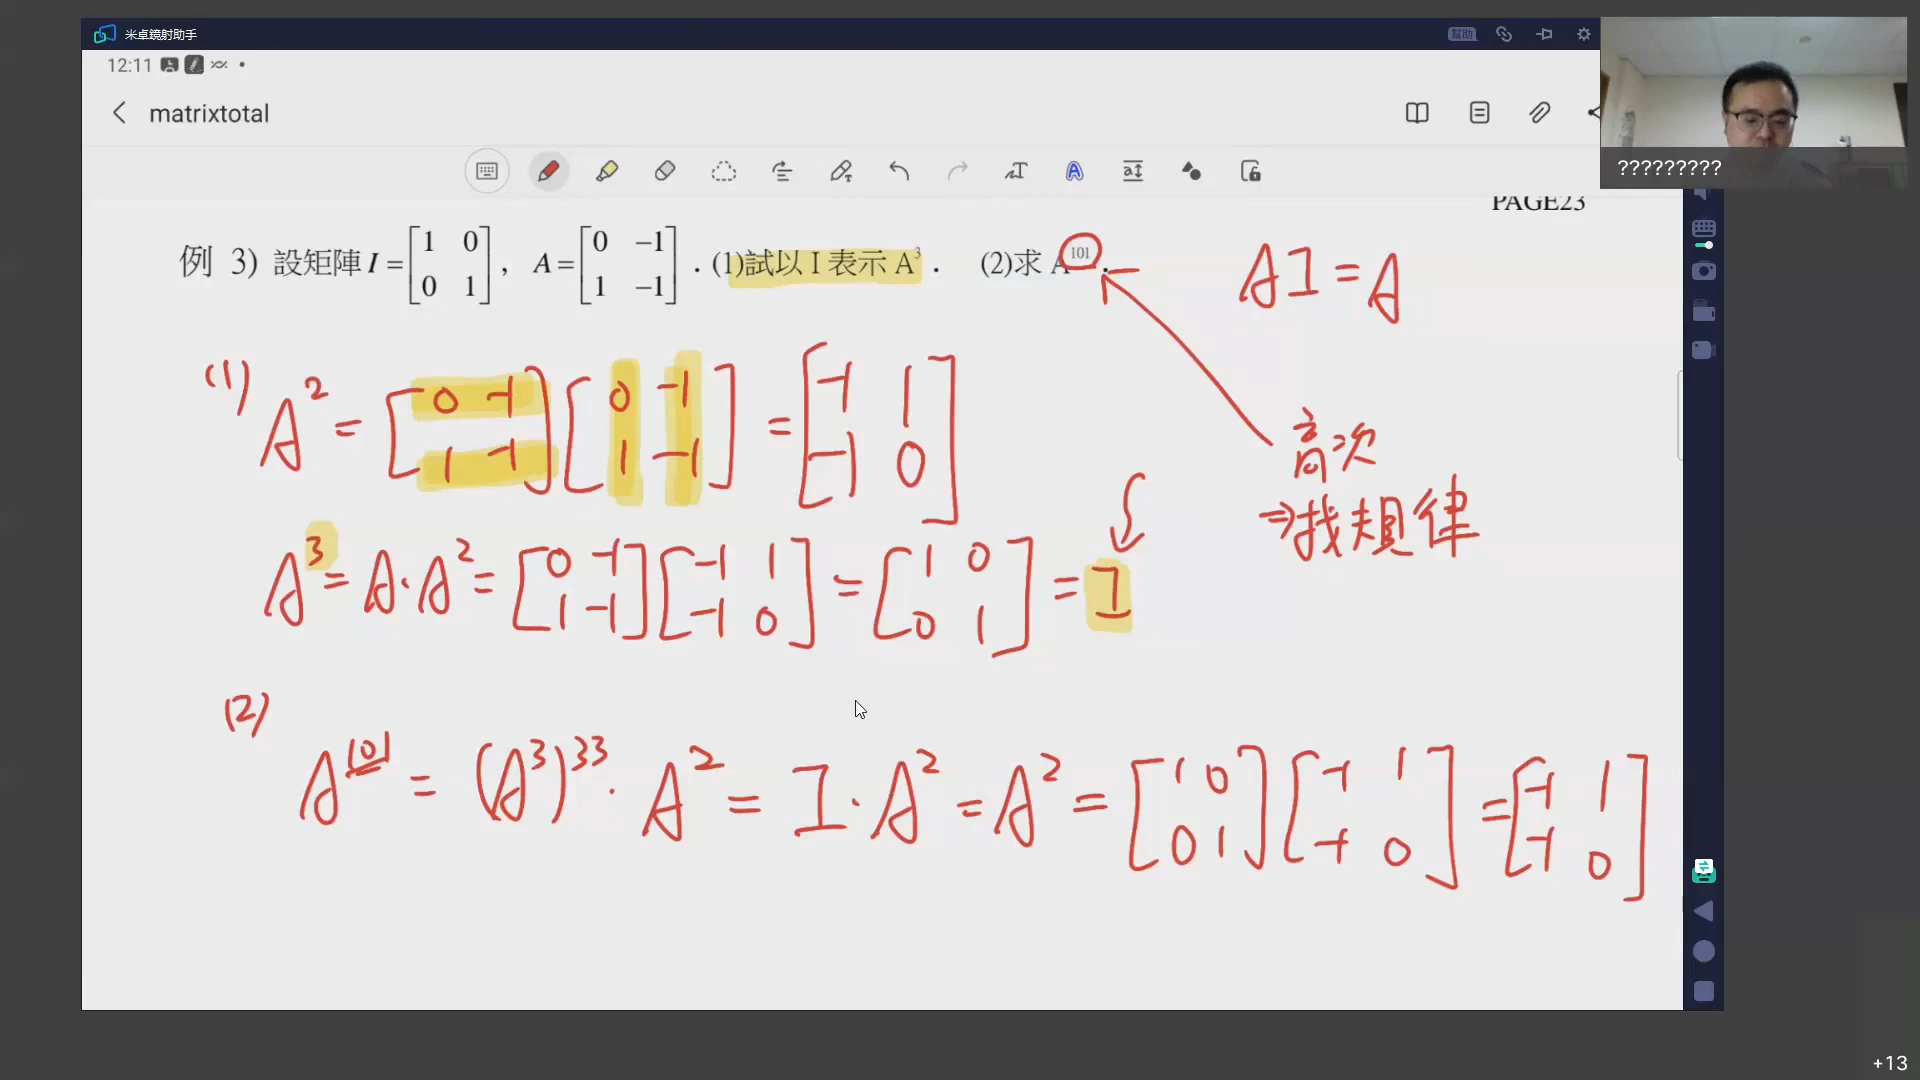 米卓鏡射助手
幫助
12:11
matrixtotal
?????????
PAGE23
例 3) 設矩陣 I = [1 0; 0 1], A = [0 −1; 1 −1]．(1)試以 I 表示 A³． (2)求 A¹⁰¹．
AI = A
(1) A² = [0 -1; 1 -1] [0 -1; 1 -1] = [-1 1; -1 0]
高次
⇒找規律
A³ = A·A² = [0 -1; 1 -1] [-1 1; -1 0] = [1 0; 0 1] = I
(2)
A¹⁰¹ = (A³)³³ · A² = I · A² = A² = [1 0; 0 1] [-1 1; -1 0] = [-1 1; -1 0]
+13